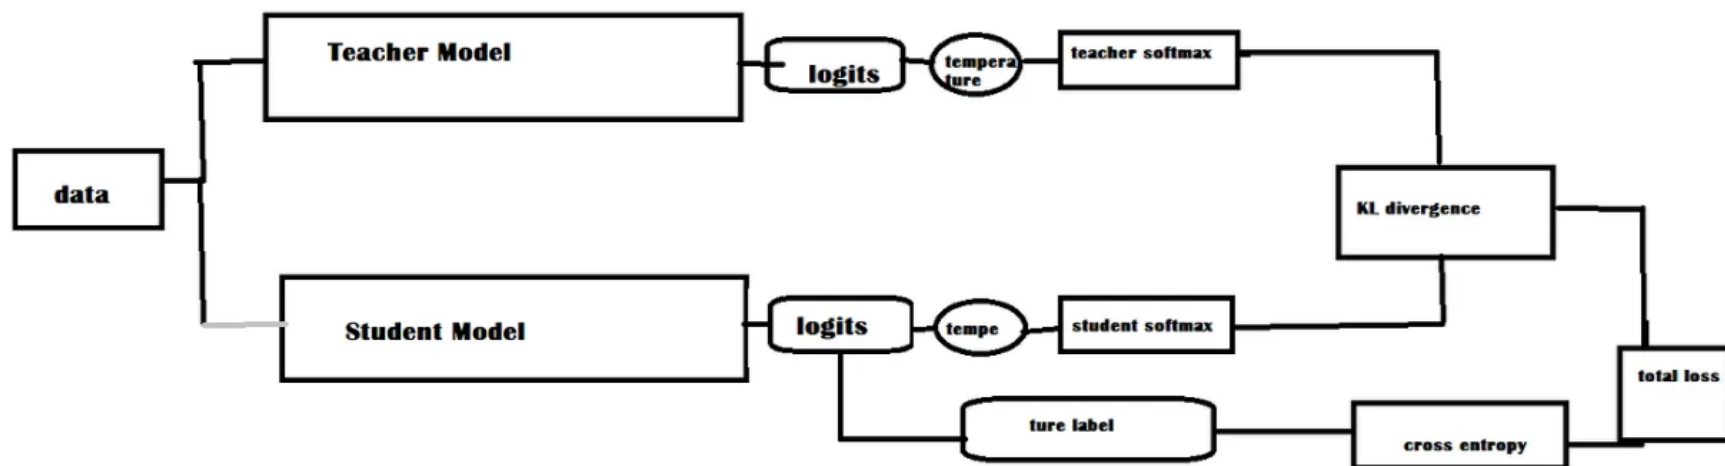 Teacher Model
logits
tempera
ture
teacher softmax
data
KL divergence
Student Model
logits
tempe
student softmax
total loss
ture label
cross entropy